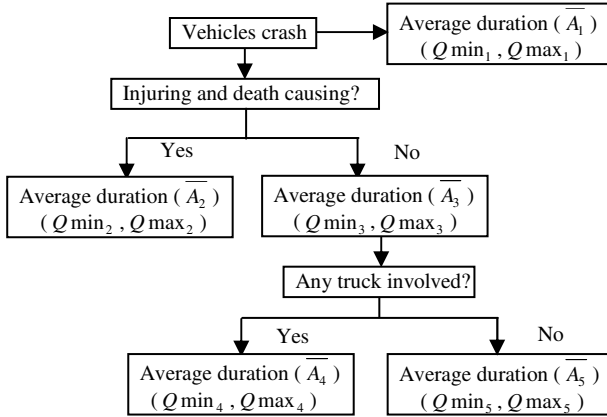 Vehicles crash
Average duration ( A̅₁ )
( Q min₁ , Q max₁ )
Injuring and death causing?
Yes
No
Average duration ( A̅₂ )
( Q min₂ , Q max₂ )
Average duration ( A̅₃ )
( Q min₃ , Q max₃ )
Any truck involved?
Yes
No
Average duration ( A̅₄ )
( Q min₄ , Q max₄ )
Average duration ( A̅₅ )
( Q min₅ , Q max₅ )